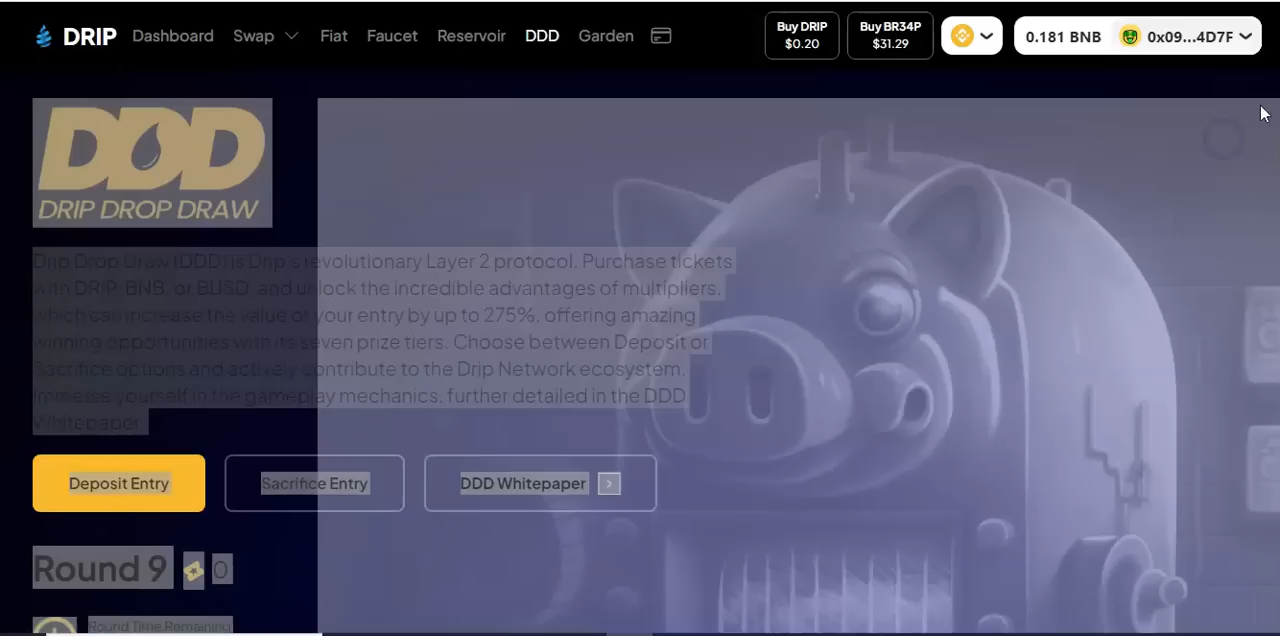 DRIP Dashboard Swap Fiat Faucet Reservoir DDD Garden
Buy DRIP
$0.20
Buy BR34P
$31.29
0.181 BNB 0x09...4D7F
DDD
DRIP DROP DRAW
Drip Drop Draw (DDD) is Drip's revolutionary Layer 2 protocol. Purchase tickets
with DRIP, BNB, or BUSD, and unlock the incredible advantages of multipliers,
which can increase the value of your entry by up to 275%, offering amazing
winning opportunities with its seven prize tiers. Choose between Deposit or
Sacrifice options and actively contribute to the Drip Network ecosystem.
Immerse yourself in the gameplay mechanics, further detailed in the DDD
Whitepaper.
Deposit Entry Sacrifice Entry DDD Whitepaper
Round 9 0
Round Time Remaining